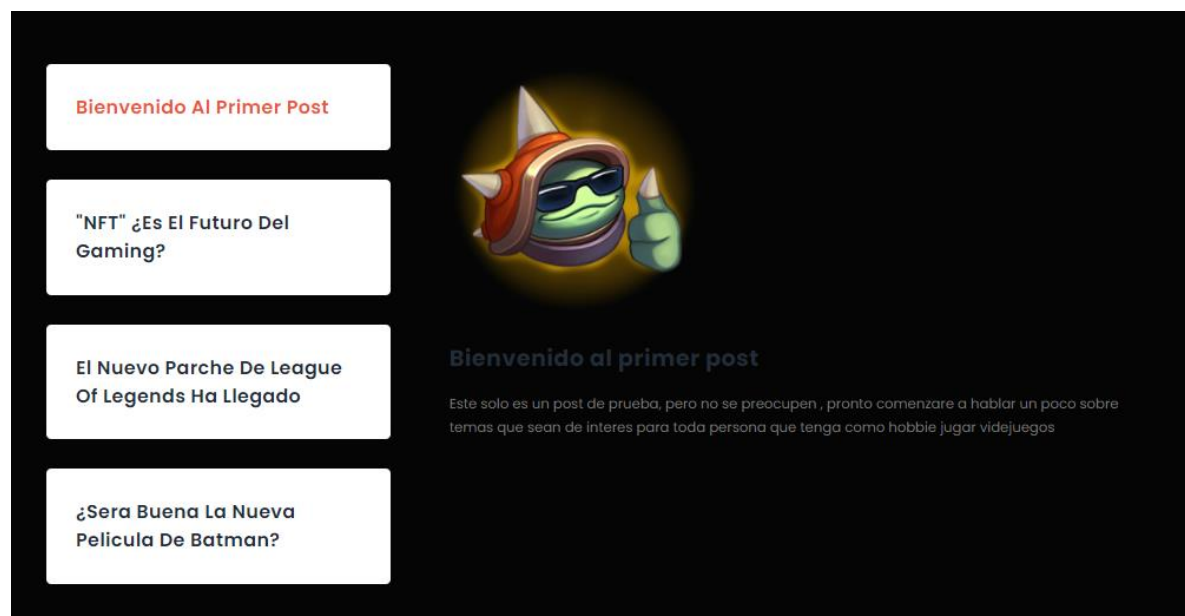 Bienvenido Al Primer Post
"NFT" ¿Es El Futuro Del
Gaming?
El Nuevo Parche De League
Of Legends Ha Llegado
¿Sera Buena La Nueva
Pelicula De Batman?
Bienvenido al primer post
Este solo es un post de prueba, pero no se preocupen , pronto comenzare a hablar un poco sobre
temas que sean de interes para toda persona que tenga como hobbie jugar videjuegos